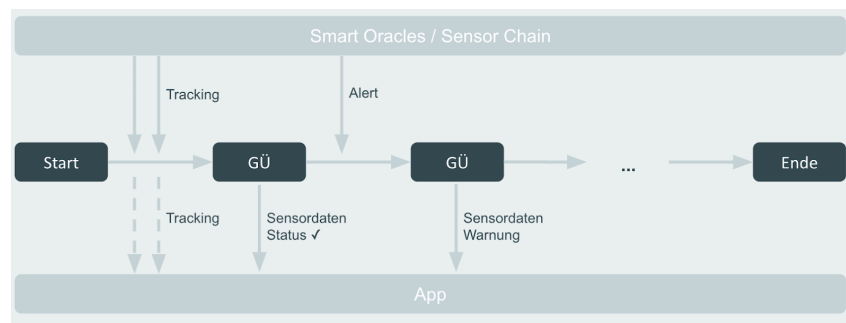 Smart Oracles / Sensor Chain
Tracking
Alert
Start
GÜ
GÜ
...
Ende
Tracking
Sensordaten
Status ✓
Sensordaten
Warnung
App